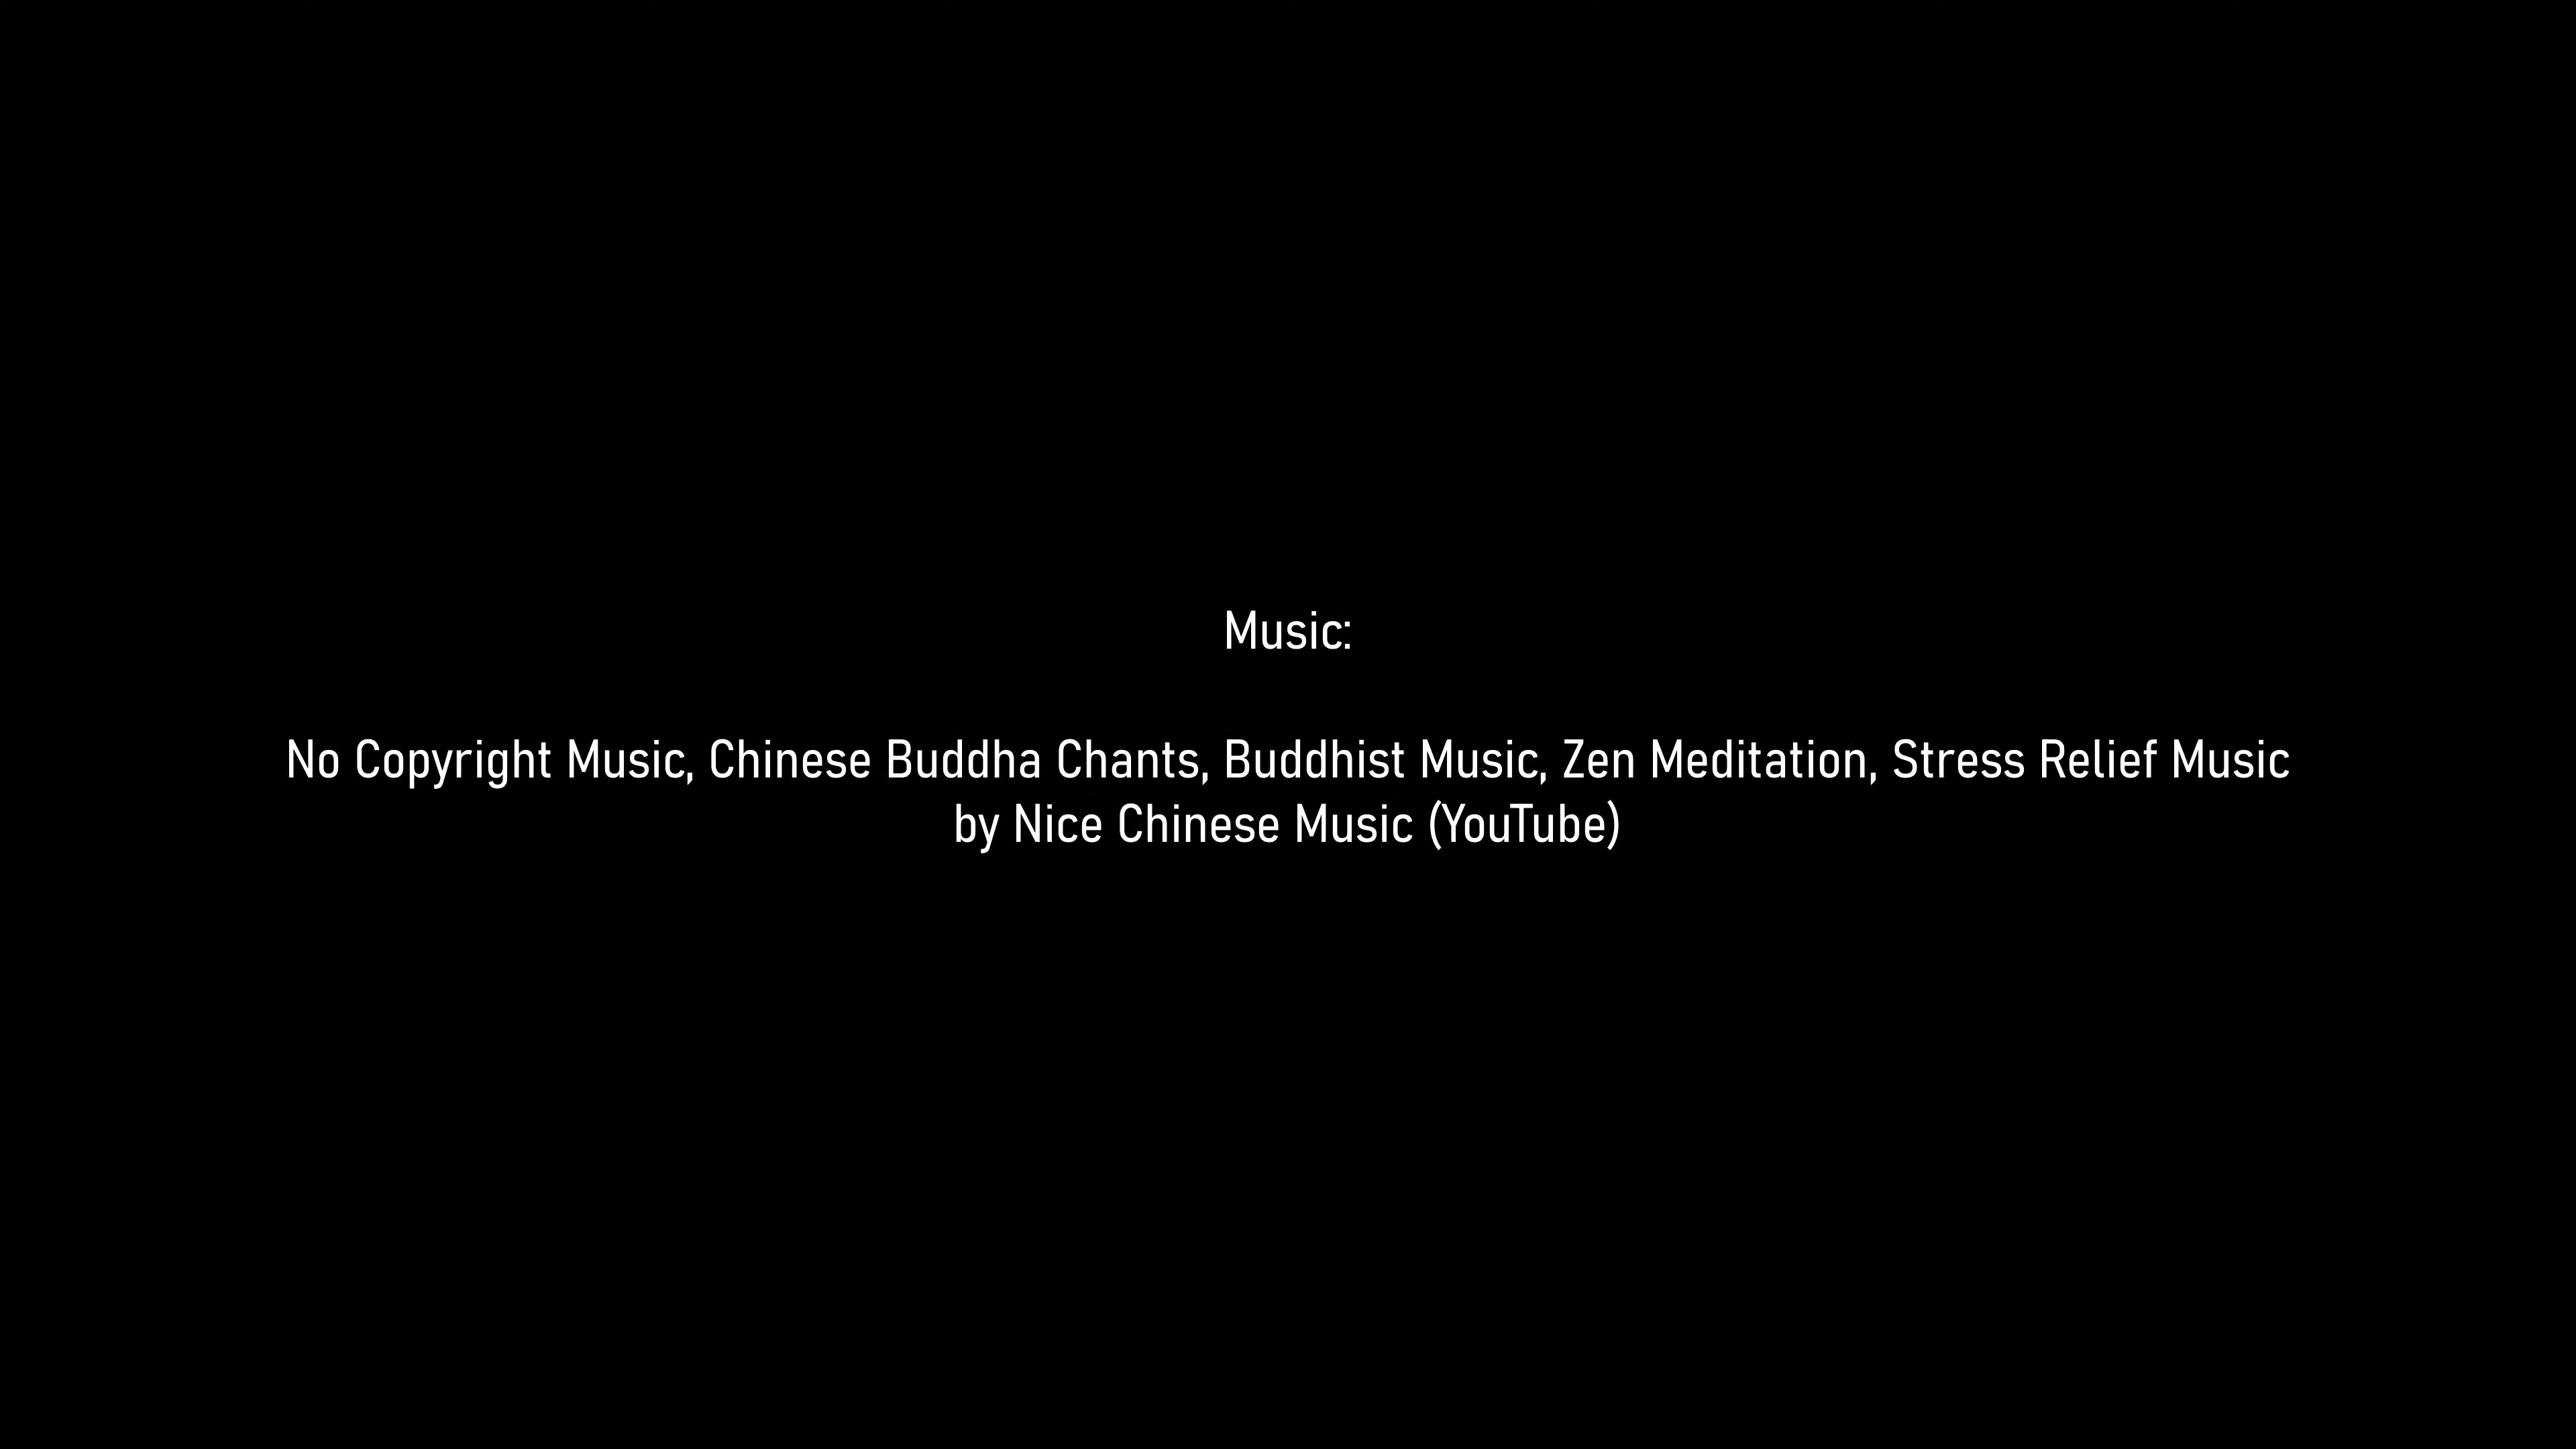 Music:
No Copyright Music, Chinese Buddha Chants, Buddhist Music, Zen Meditation, Stress Relief Music
by Nice Chinese Music (YouTube)